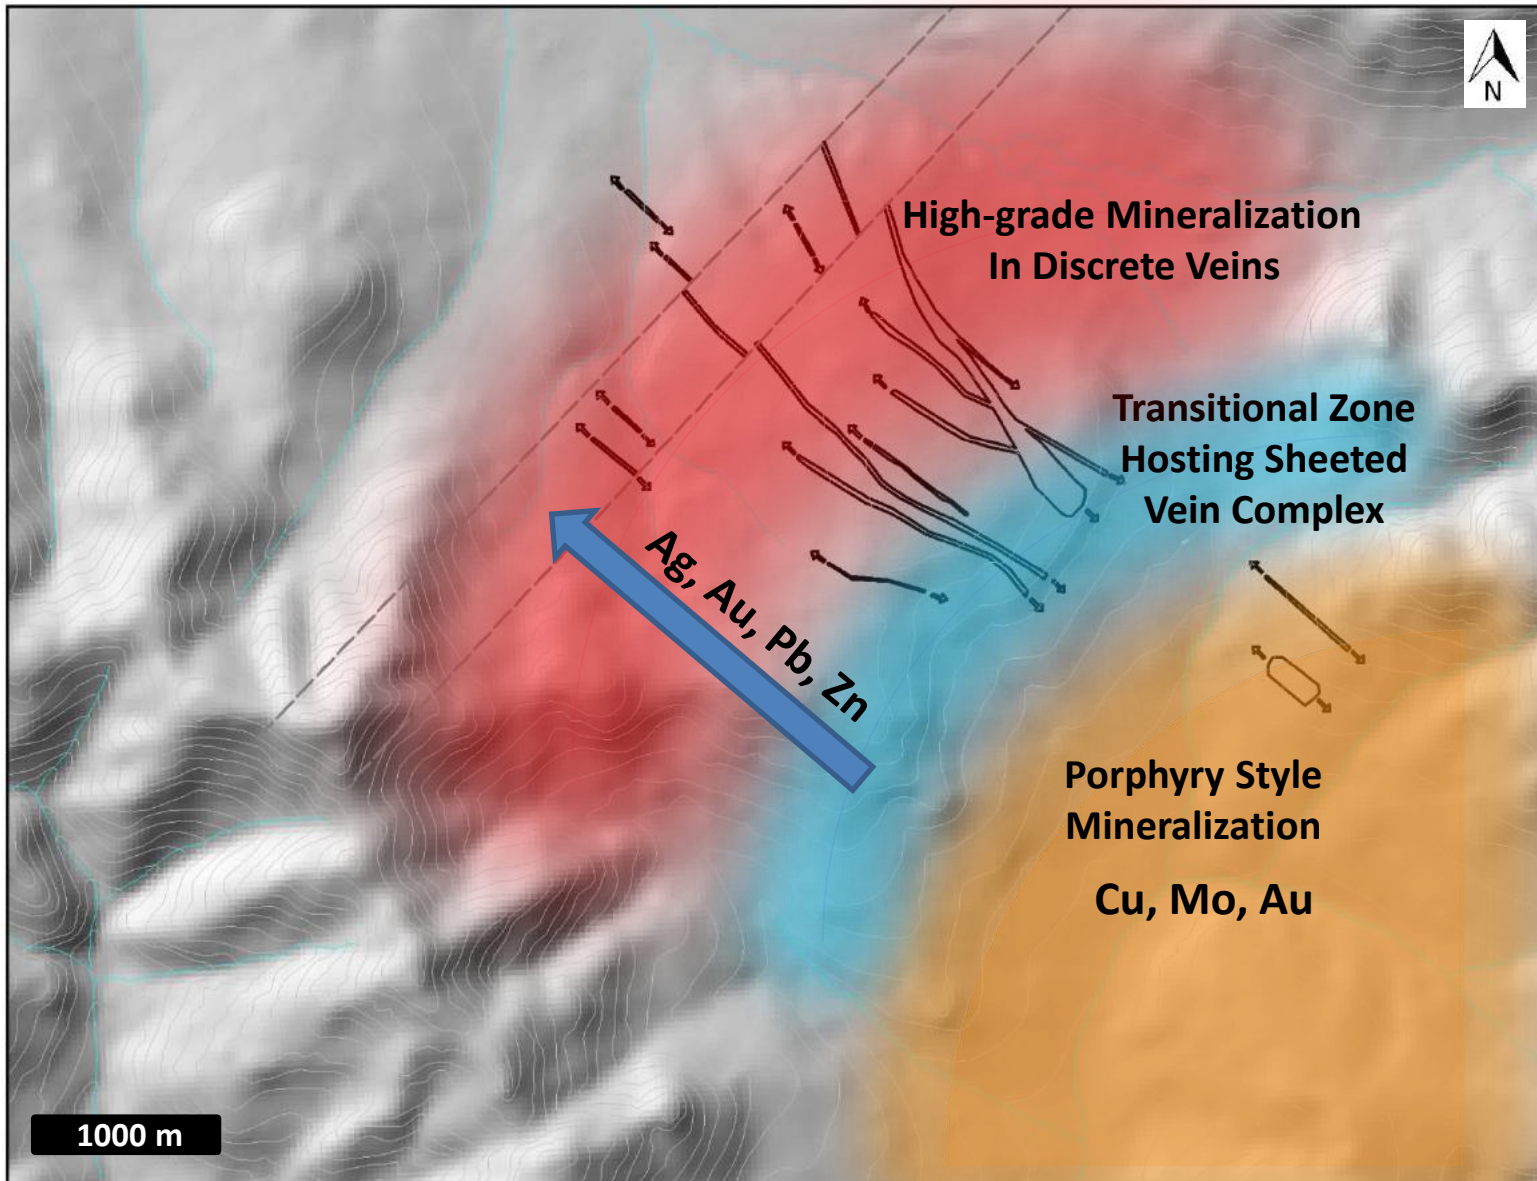 N
High-grade Mineralization
In Discrete Veins
Transitional Zone
Hosting Sheeted
Vein Complex
Ag, Au, Pb, Zn
Porphyry Style
Mineralization
Cu, Mo, Au
1000 m